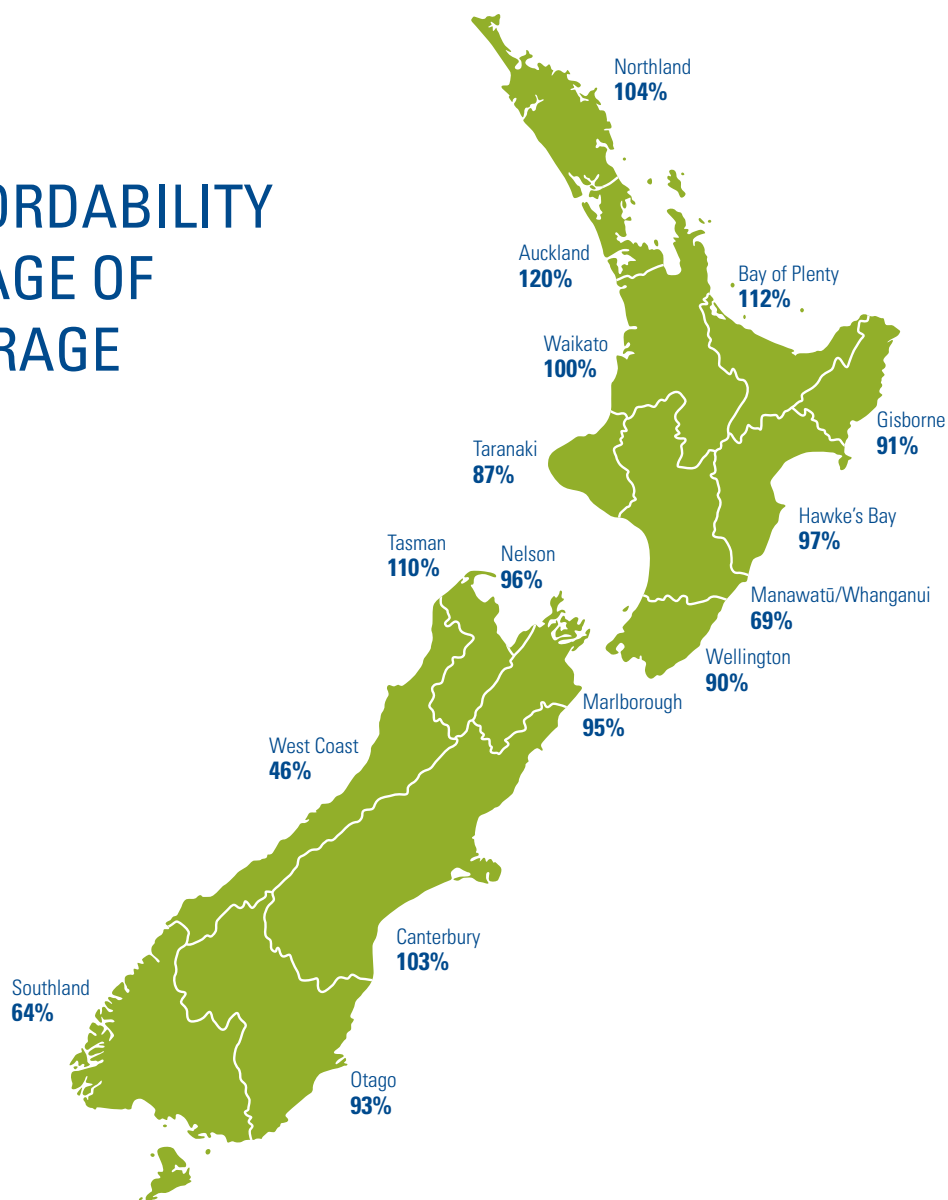 ORDABILITY
AGE OF
RAGE
Northland
104%
Auckland
120%
Bay of Plenty
112%
Waikato
100%
Gisborne
91%
Taranaki
87%
Hawke's Bay
97%
Tasman
110%
Nelson
96%
Manawatū/Whanganui
69%
Wellington
90%
Marlborough
95%
West Coast
46%
Canterbury
103%
Southland
64%
Otago
93%